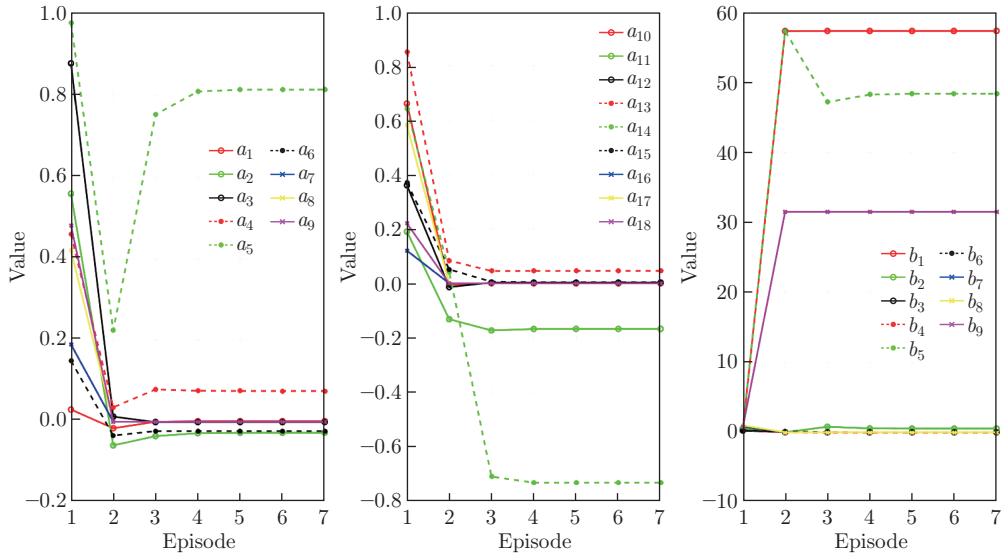 1.0
0.8
0.6
0.4
0.2
0.0
−0.2
Value
1 2 3 4 5 6 7
Episode
a1
a2
a3
a4
a5
a6
a7
a8
a9
1.0
0.8
0.6
0.4
0.2
0.0
−0.2
−0.4
−0.6
−0.8
Value
1 2 3 4 5 6 7
Episode
a10
a11
a12
a13
a14
a15
a16
a17
a18
60
50
40
30
20
10
0
−10
Value
1 2 3 4 5 6 7
Episode
b1
b2
b3
b4
b5
b6
b7
b8
b9